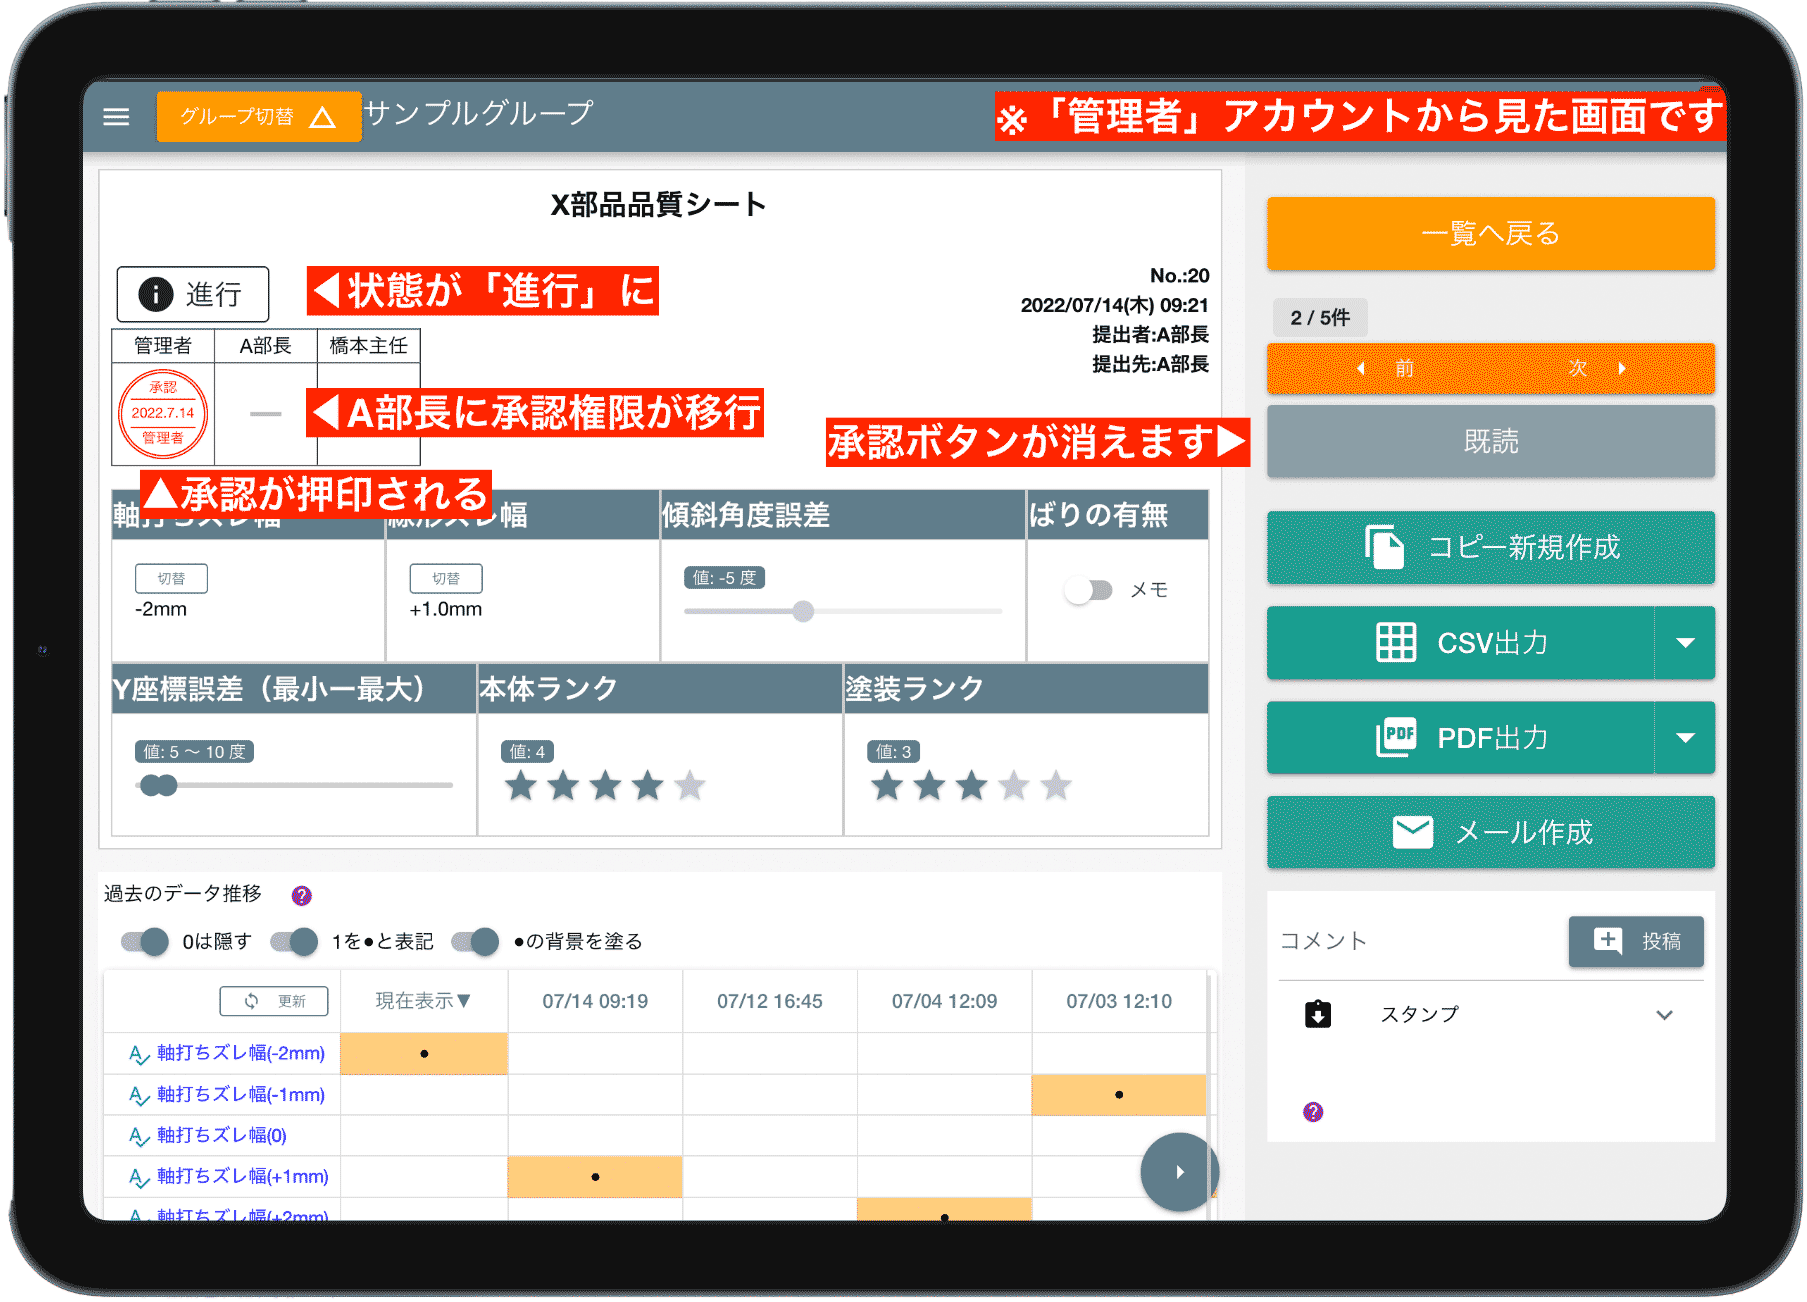 グループ切替
サンプルグループ
※「管理者」アカウントから見た画面です
X部品品質シート
進行
◀状態が「進行」に
No.:20
2022/07/14(木) 09:21
提出者:A部長
提出先:A部長
管理者 A部長 橋本主任
承認
2022.7.14
管理者
—
◀A部長に承認権限が移行
承認ボタンが消えます▶
▲承認が押印される
傾斜角度誤差
ばりの有無
切替
-2mm
切替
+1.0mm
値: -5 度
メモ
Y座標誤差（最小ー最大）
本体ランク
塗装ランク
値: 5 〜 10 度
値: 4
値: 3
一覧へ戻る
2 / 5件
前 次
既読
コピー新規作成
CSV出力
PDF
PDF出力
メール作成
コメント
投稿
スタンプ
?
過去のデータ推移 ?
0は隠す 1を●と表記 ●の背景を塗る
更新 現在表示▼ 07/14 09:19 07/12 16:45 07/04 12:09 07/03 12:10
軸打ちズレ幅(-2mm) ●
軸打ちズレ幅(-1mm) ●
軸打ちズレ幅(0)
軸打ちズレ幅(+1mm) ●
軸打ちズレ幅(+2mm) ●